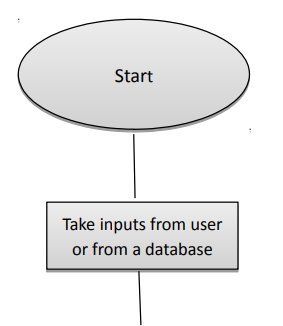 Start
Take inputs from user
or from a database